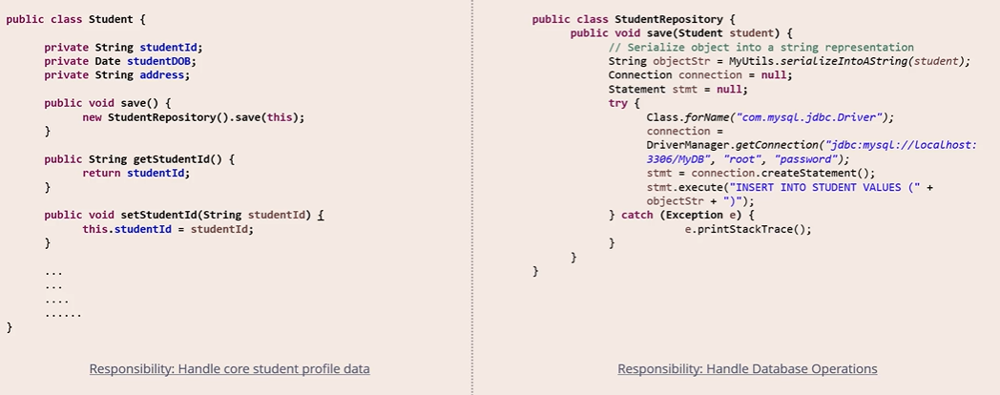 public class Student {
private String studentId;
private Date studentDOB;
private String address;
public void save() {
new StudentRepository().save(this);
}
public String getStudentId() {
return studentId;
}
public void setStudentId(String studentId) {
this.studentId = studentId;
}
...
...
....
......
}
Responsibility: Handle core student profile data
public class StudentRepository {
public void save(Student student) {
// Serialize object into a string representation
String objectStr = MyUtils.serializeIntoAString(student);
Connection connection = null;
Statement stmt = null;
try {
Class.forName("com.mysql.jdbc.Driver");
connection =
DriverManager.getConnection("jdbc:mysql://localhost:
3306/MyDB", "root", "password");
stmt = connection.createStatement();
stmt.execute("INSERT INTO STUDENT VALUES (" +
objectStr + ")");
} catch (Exception e) {
e.printStackTrace();
}
}
}
Responsibility: Handle Database Operations